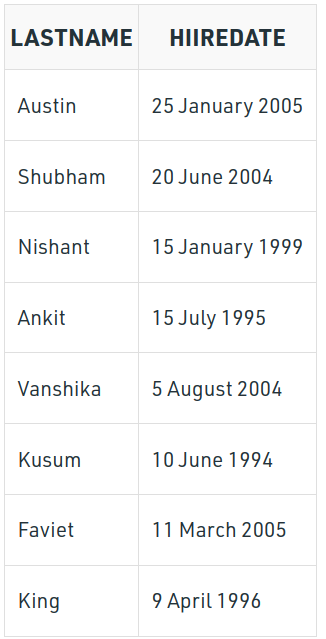 LASTNAME HIIREDATE
Austin 25 January 2005
Shubham 20 June 2004
Nishant 15 January 1999
Ankit 15 July 1995
Vanshika 5 August 2004
Kusum 10 June 1994
Faviet 11 March 2005
King 9 April 1996